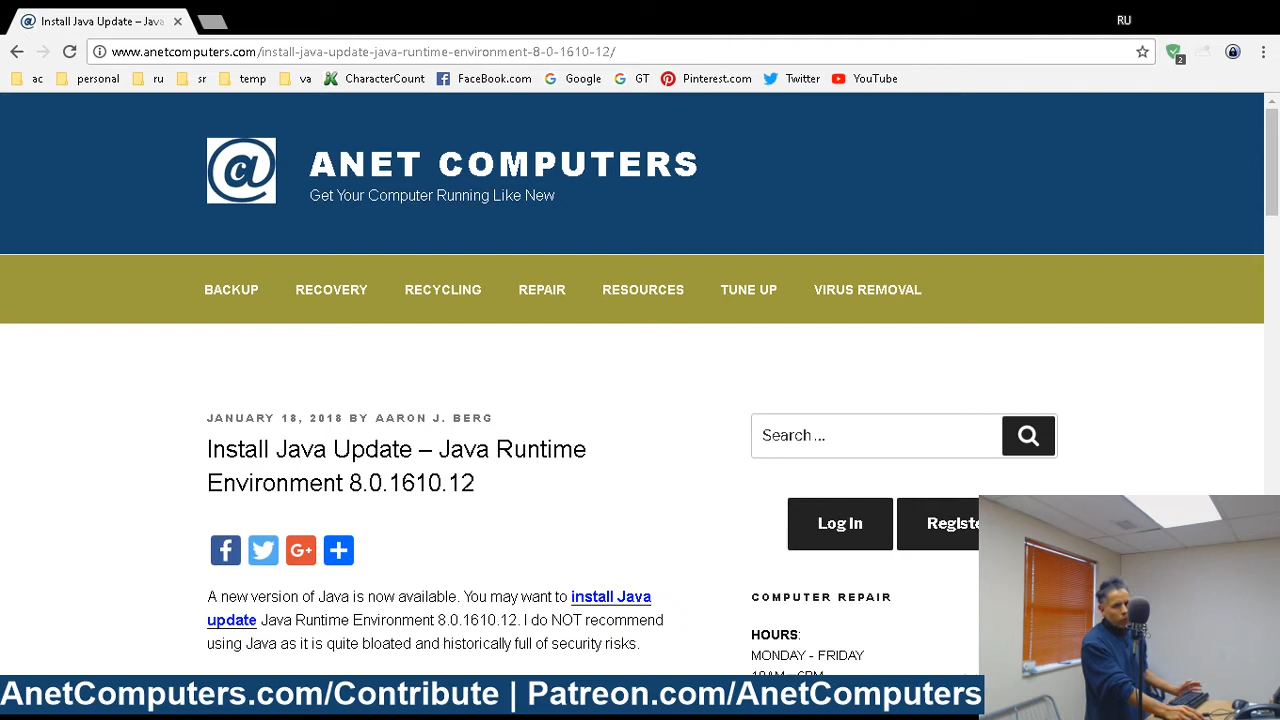 Install Java Update – Java
RU
www.anetcomputers.com/install-java-update-java-runtime-environment-8-0-1610-12/
2
ac personal ru sr temp va CharacterCount FaceBook.com Google GT Pinterest.com Twitter YouTube
@
ANET COMPUTERS
Get Your Computer Running Like New
BACKUP RECOVERY RECYCLING REPAIR RESOURCES TUNE UP VIRUS REMOVAL
JANUARY 18, 2018 BY AARON J. BERG
Install Java Update – Java Runtime
Environment 8.0.1610.12
Search ...
Log In
A new version of Java is now available. You may want to install Java
update Java Runtime Environment 8.0.1610.12. I do NOT recommend
using Java as it is quite bloated and historically full of security risks.
COMPUTER REPAIR
HOURS:
MONDAY - FRIDAY
AnetComputers.com/Contribute | Patreon.com/AnetComputers